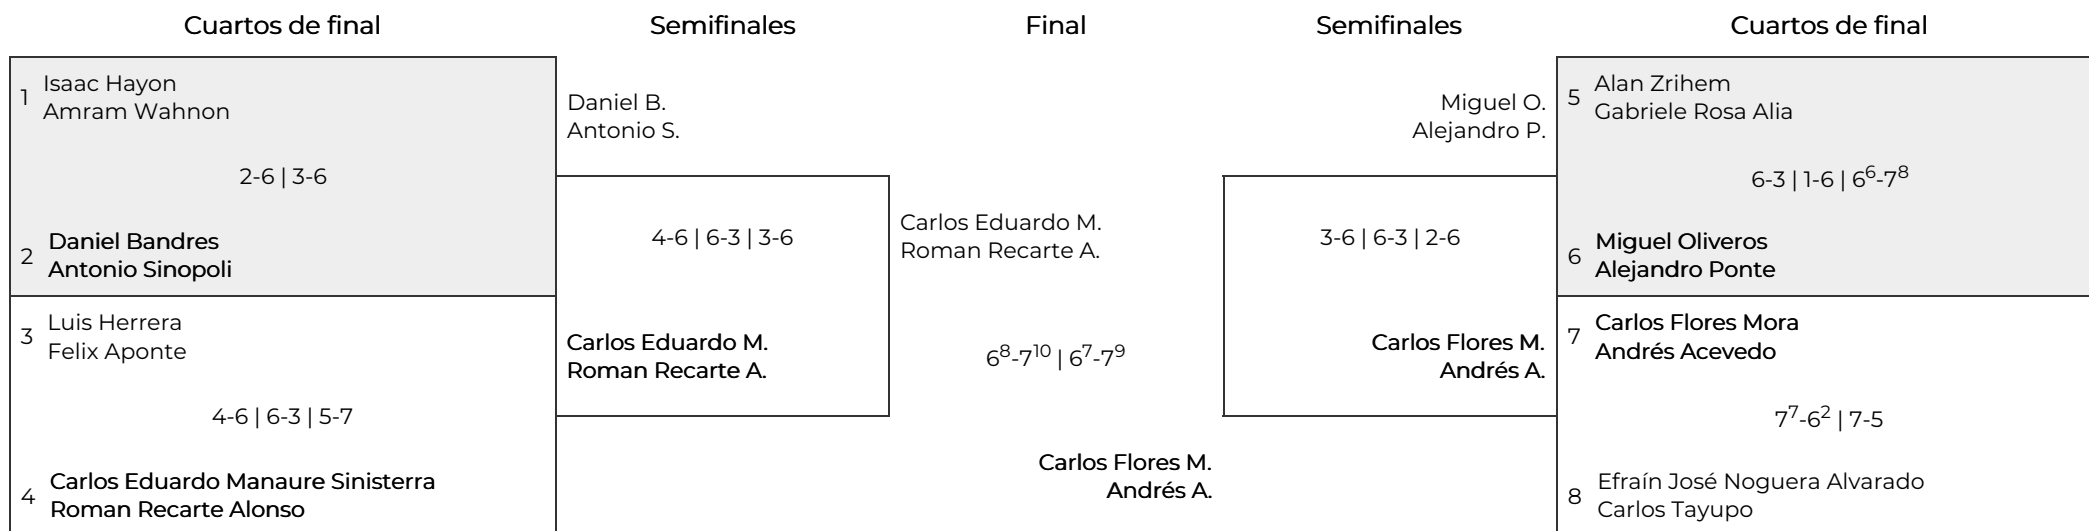 Cuartos de final
Semifinales
Final
Semifinales
Cuartos de final
1
Isaac Hayon
Amram Wahnon
2-6 | 3-6
2
Daniel Bandres
Antonio Sinopoli
3
Luis Herrera
Felix Aponte
4-6 | 6-3 | 5-7
4
Carlos Eduardo Manaure Sinisterra
Roman Recarte Alonso
Daniel B.
Antonio S.
4-6 | 6-3 | 3-6
Carlos Eduardo M.
Roman Recarte A.
Carlos Eduardo M.
Roman Recarte A.
6⁸-7¹⁰ | 6⁷-7⁹
Carlos Flores M.
Andrés A.
Miguel O.
Alejandro P.
3-6 | 6-3 | 2-6
Carlos Flores M.
Andrés A.
5
Alan Zrihem
Gabriele Rosa Alia
6-3 | 1-6 | 6⁶-7⁸
6
Miguel Oliveros
Alejandro Ponte
7
Carlos Flores Mora
Andrés Acevedo
7⁷-6² | 7-5
8
Efraín José Noguera Alvarado
Carlos Tayupo